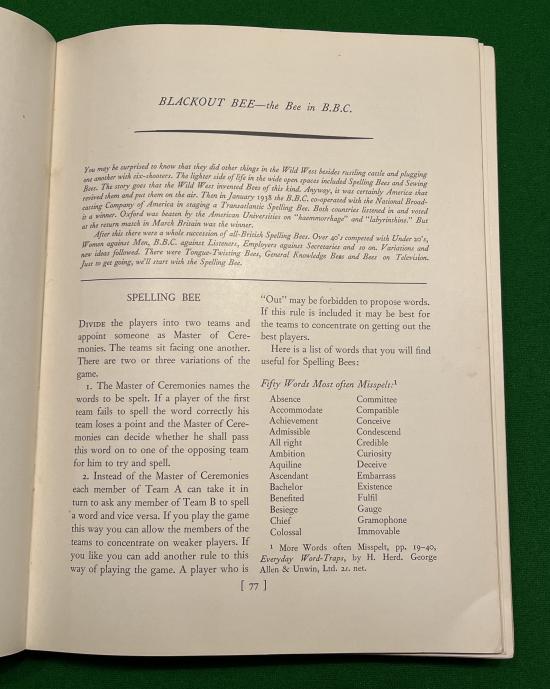 BLACKOUT BEE—the Bee in B.B.C.
You may be surprised to know that they did other things in the Wild West besides rustling cattle and plugging
one another with six-shooters. The lighter side of life in the wide open spaces included Spelling Bees and Sewing
Bees. The story goes that the Wild West invented Bees of this kind. Anyway, it was certainly America that
revived them and put them on the air. Then in January 1938 the B.B.C. co-operated with the National Broad-
casting Company of America in staging a Transatlantic Spelling Bee. Both countries listened in and voted
it a winner. Oxford was beaten by the American Universities on "haemmorhage" and "labyrinthine." But
at the return match in March Britain was the winner.
After this there were a whole succession of all-British Spelling Bees. Over 40's competed with Under 20's,
Women against Men, B.B.C. against Listeners, Employers against Secretaries and so on. Variations and
new ideas followed. There were Tongue-Twisting Bees, General Knowledge Bees and Bees on Television.
Just to get going, we'll start with the Spelling Bee.
SPELLING BEE
DIVIDE the players into two teams and
appoint someone as Master of Cere-
monies. The teams sit facing one another.
There are two or three variations of the
game.
1. The Master of Ceremonies names the
words to be spelt. If a player of the first
team fails to spell the word correctly his
team loses a point and the Master of Cere-
monies can decide whether he shall pass
this word on to one of the opposing team
for him to try and spell.
2. Instead of the Master of Ceremonies
each member of Team A can take it in
turn to ask any member of Team B to spell
a word and vice versa. If you play the game
this way you can allow the members of the
teams to concentrate on weaker players. If
you like you can add another rule to this
way of playing the game. A player who is
"Out" may be forbidden to propose words.
If this rule is included it may be best for
the teams to concentrate on getting out the
best players.
Here is a list of words that you will find
useful for Spelling Bees:
Fifty Words Most often Misspelt:¹
Absence
Accommodate
Achievement
Admissible
All right
Ambition
Aquiline
Ascendant
Bachelor
Benefited
Besiege
Chief
Colossal
Committee
Compatible
Conceive
Condescend
Credible
Curiosity
Deceive
Embarrass
Existence
Fulfil
Gauge
Gramophone
Immovable
¹ More Words often Misspelt, pp. 19-40,
Everyday Word-Traps, by H. Herd. George
Allen & Unwin, Ltd. 2s. net.
[ 77 ]